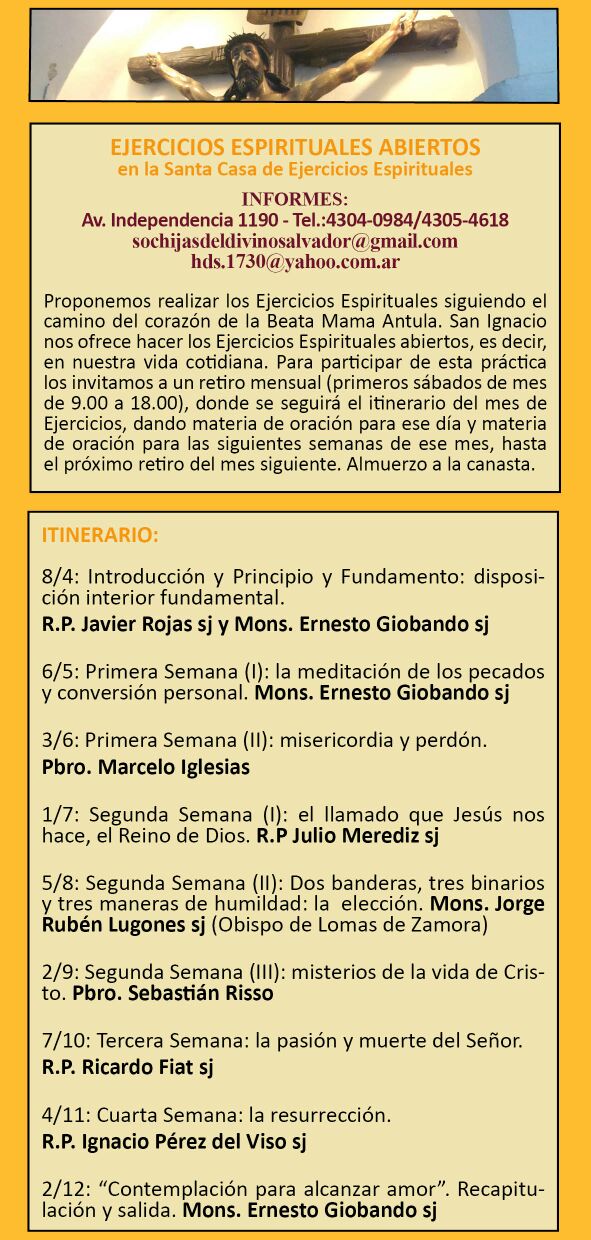 EJERCICIOS ESPIRITUALES ABIERTOS
en la Santa Casa de Ejercicios Espirituales
INFORMES:
Av. Independencia 1190 - Tel.:4304-0984/4305-4618
sochijasdeldivinosalvador@gmail.com
hds.1730@yahoo.com.ar
Proponemos realizar los Ejercicios Espirituales siguiendo el
camino del corazón de la Beata Mama Antula. San Ignacio
nos ofrece hacer los Ejercicios Espirituales abiertos, es decir,
en nuestra vida cotidiana. Para participar de esta práctica
los invitamos a un retiro mensual (primeros sábados de mes
de 9.00 a 18.00), donde se seguirá el itinerario del mes de
Ejercicios, dando materia de oración para ese día y materia
de oración para las siguientes semanas de ese mes, hasta
el próximo retiro del mes siguiente. Almuerzo a la canasta.
ITINERARIO:
8/4: Introducción y Principio y Fundamento: disposi-
ción interior fundamental.
R.P. Javier Rojas sj y Mons. Ernesto Giobando sj
6/5: Primera Semana (I): la meditación de los pecados
y conversión personal. Mons. Ernesto Giobando sj
3/6: Primera Semana (II): misericordia y perdón.
Pbro. Marcelo Iglesias
1/7: Segunda Semana (I): el llamado que Jesús nos
hace, el Reino de Dios. R.P Julio Merediz sj
5/8: Segunda Semana (II): Dos banderas, tres binarios
y tres maneras de humildad: la elección. Mons. Jorge
Rubén Lugones sj (Obispo de Lomas de Zamora)
2/9: Segunda Semana (III): misterios de la vida de Cris-
to. Pbro. Sebastián Risso
7/10: Tercera Semana: la pasión y muerte del Señor.
R.P. Ricardo Fiat sj
4/11: Cuarta Semana: la resurrección.
R.P. Ignacio Pérez del Viso sj
2/12: “Contemplación para alcanzar amor”. Recapitu-
lación y salida. Mons. Ernesto Giobando sj